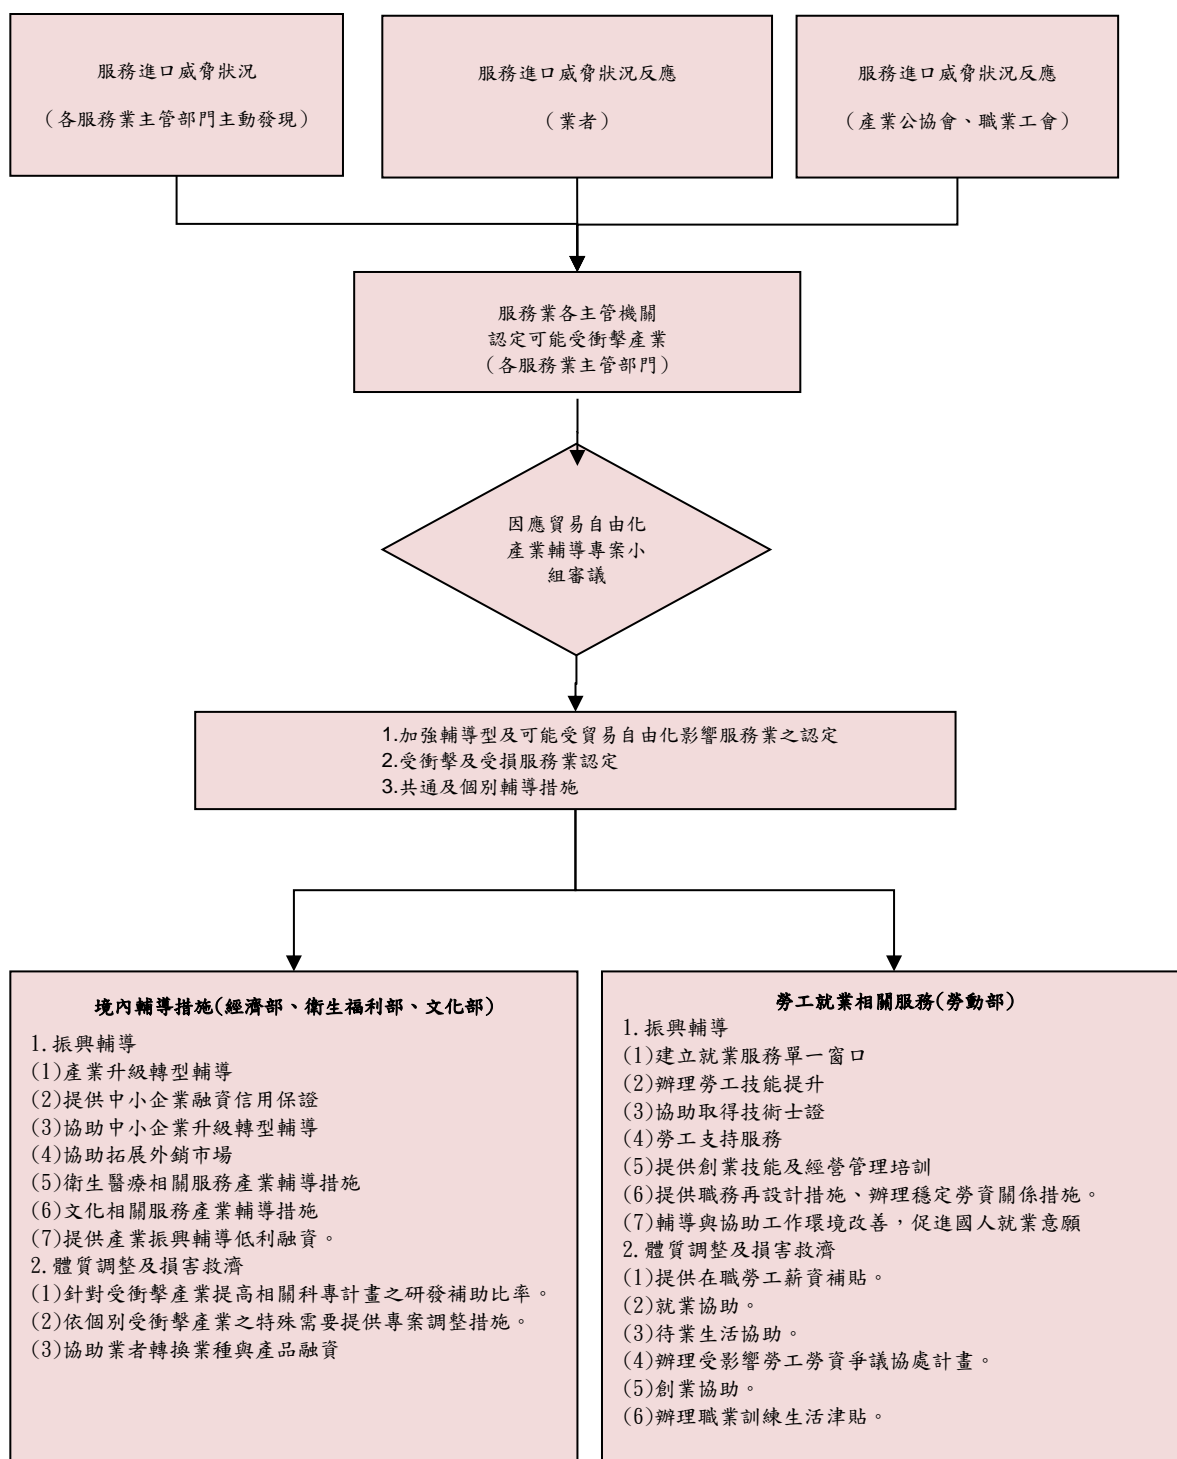 服務進口威脅狀況
（各服務業主管部門主動發現）
服務進口威脅狀況反應
（業者）
服務進口威脅狀況反應
（產業公協會、職業工會）
服務業各主管機關
認定可能受衝擊產業
（各服務業主管部門）
因應貿易自由化
產業輔導專案小
組審議
1.加強輔導型及可能受貿易自由化影響服務業之認定
2.受衝擊及受損服務業認定
3.共通及個別輔導措施
境內輔導措施(經濟部、衛生福利部、文化部)
1.振興輔導
(1)產業升級轉型輔導
(2)提供中小企業融資信用保證
(3)協助中小企業升級轉型輔導
(4)協助拓展外銷市場
(5)衛生醫療相關服務產業輔導措施
(6)文化相關服務產業輔導措施
(7)提供產業振興輔導低利融資。
2.體質調整及損害救濟
(1)針對受衝擊產業提高相關科專計畫之研發補助比率。
(2)依個別受衝擊產業之特殊需要提供專案調整措施。
(3)協助業者轉換業種與產品融資
勞工就業相關服務(勞動部)
1.振興輔導
(1)建立就業服務單一窗口
(2)辦理勞工技能提升
(3)協助取得技術士證
(4)勞工支持服務
(5)提供創業技能及經營管理培訓
(6)提供職務再設計措施、辦理穩定勞資關係措施。
(7)輔導與協助工作環境改善，促進國人就業意願
2.體質調整及損害救濟
(1)提供在職勞工薪資補貼。
(2)就業協助。
(3)待業生活協助。
(4)辦理受影響勞工勞資爭議協處計畫。
(5)創業協助。
(6)辦理職業訓練生活津貼。